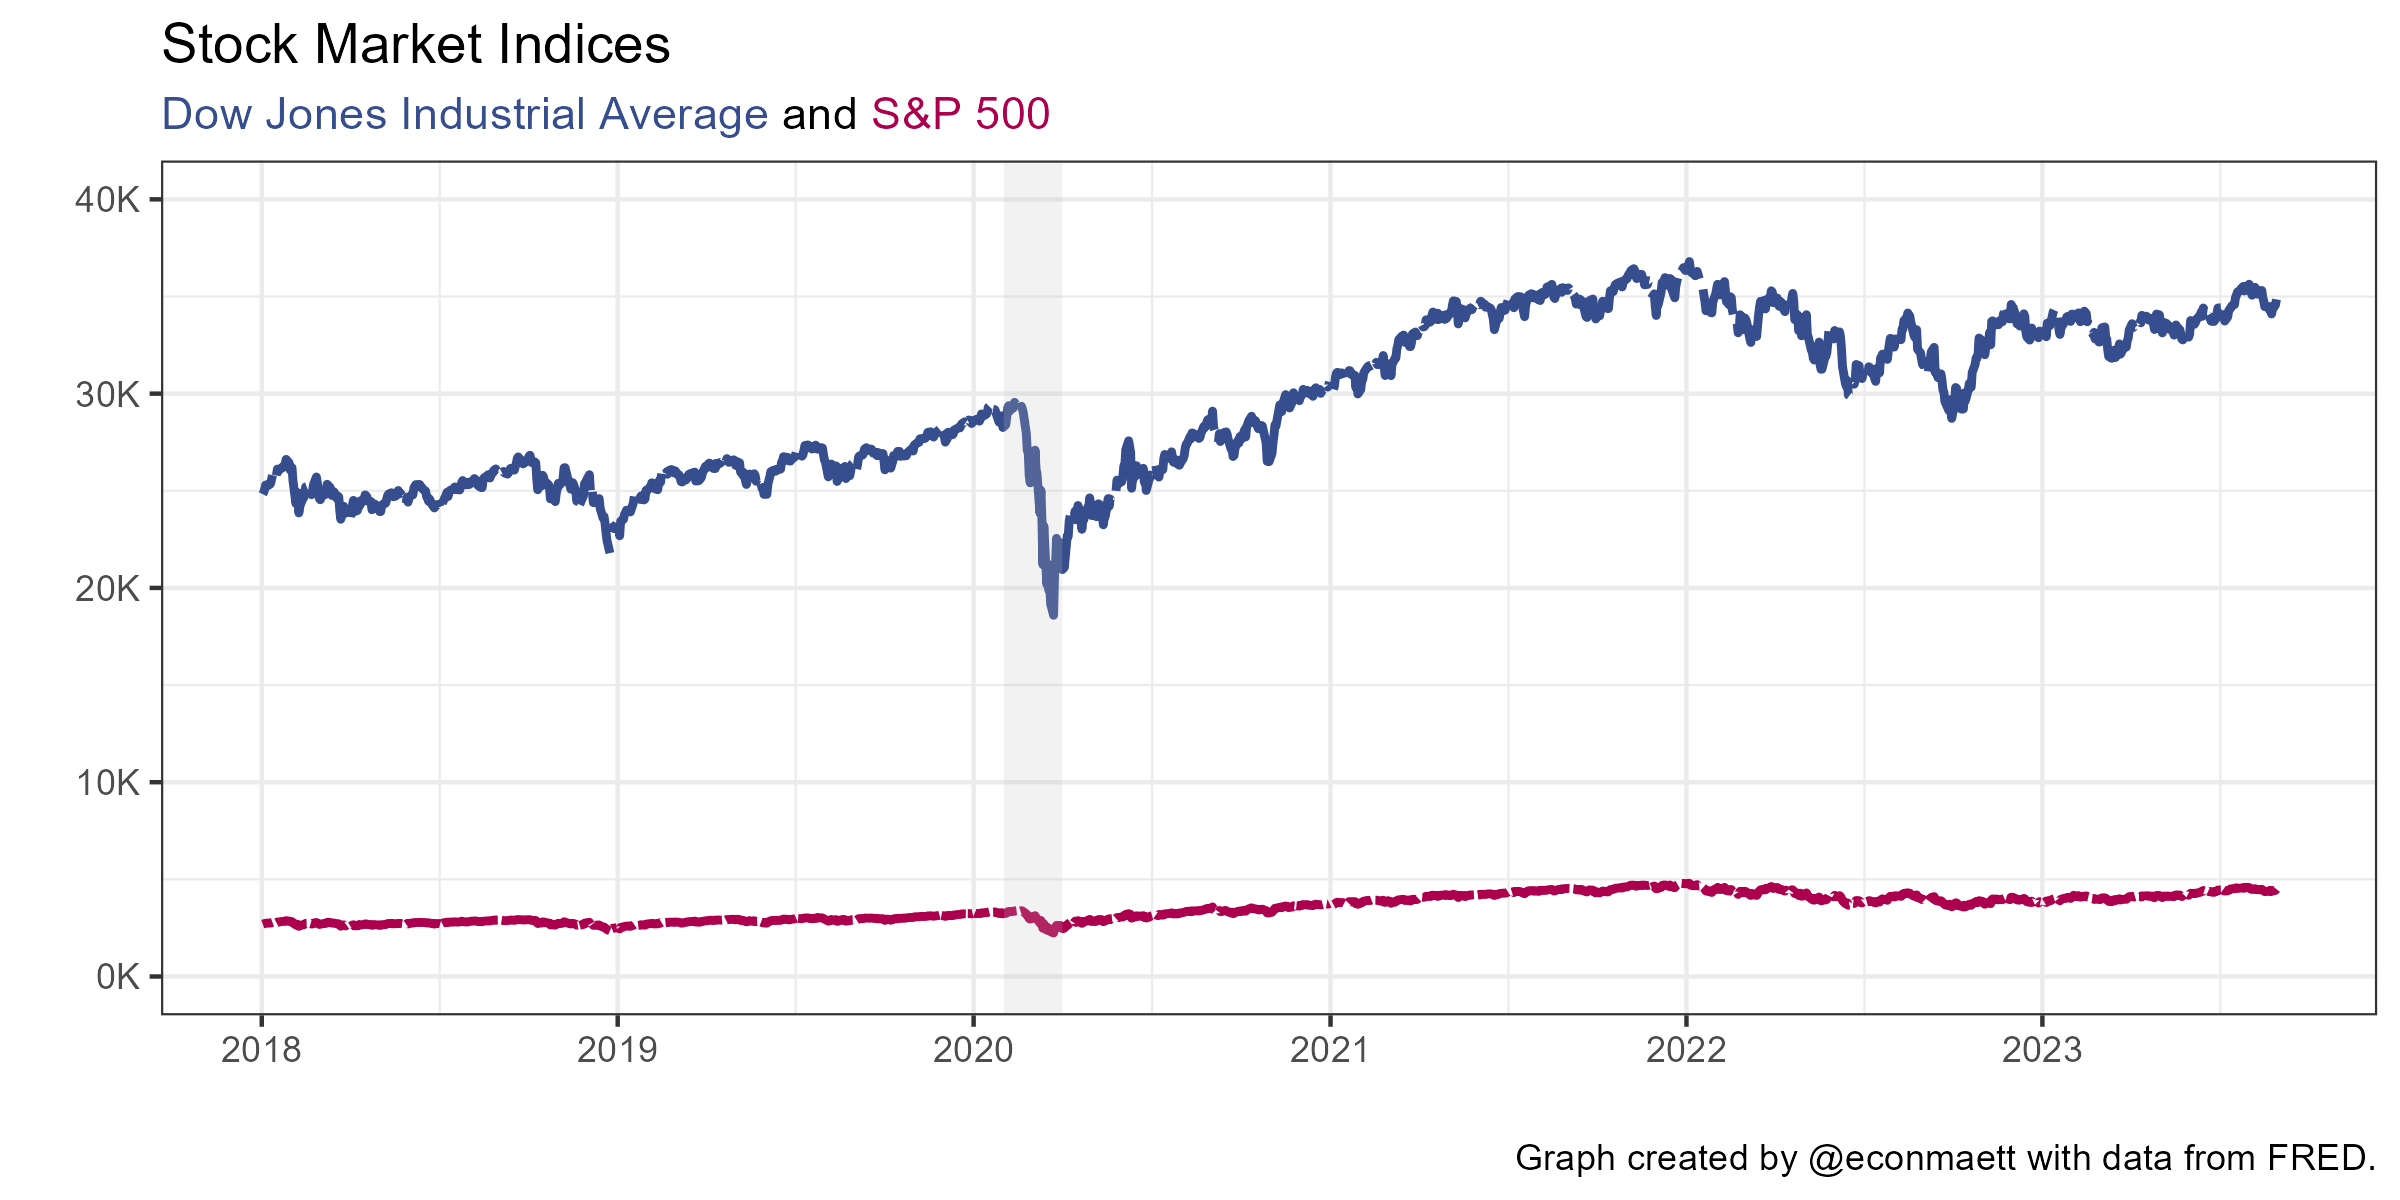 Stock Market Indices
Dow Jones Industrial Average and S&P 500
40K
30K
20K
10K
0K
2018 2019 2020 2021 2022 2023
Graph created by @econmaett with data from FRED.